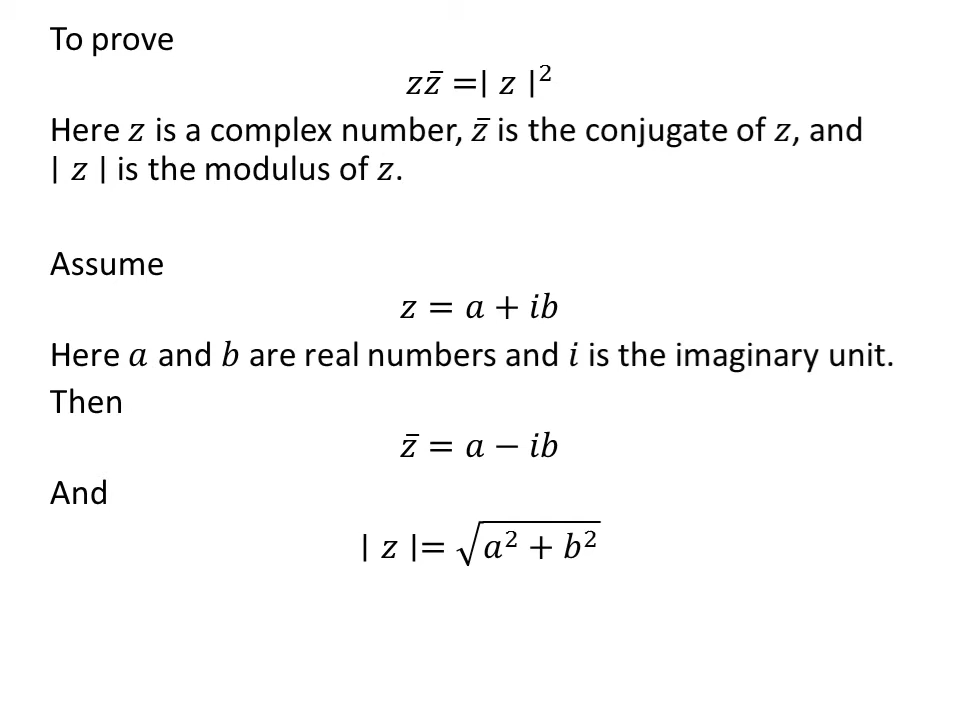 To prove
𝑧𝑧̄ =∣ 𝑧 ∣²
Here 𝑧 is a complex number, 𝑧̄ is the conjugate of 𝑧, and
∣ 𝑧 ∣ is the modulus of 𝑧.
Assume
𝑧 = 𝑎 + 𝑖𝑏
Here 𝑎 and 𝑏 are real numbers and 𝑖 is the imaginary unit.
Then
𝑧̄ = 𝑎 − 𝑖𝑏
And
∣ 𝑧 ∣= √(𝑎² + 𝑏²)